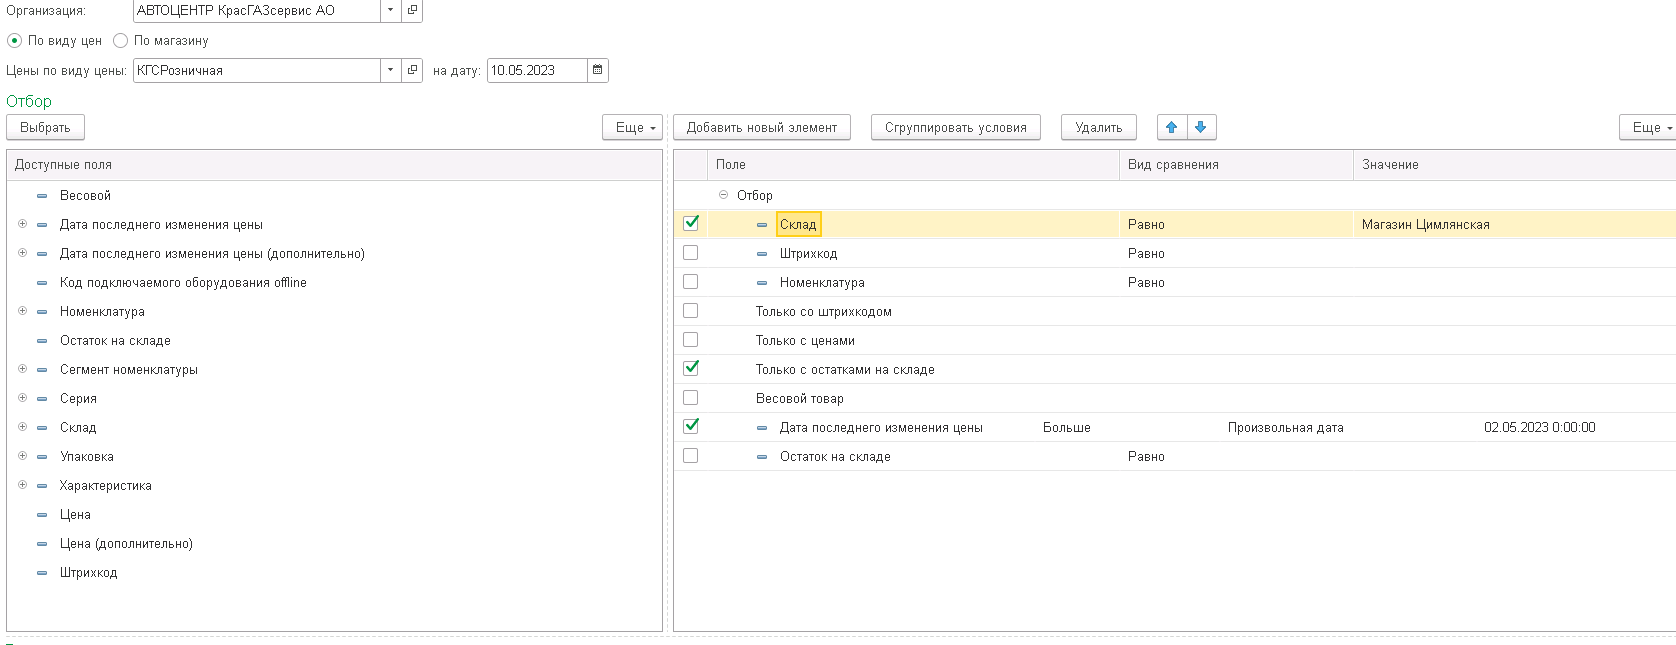 Организация: АВТОЦЕНТР КрасГАЗсервис АО
По виду цен По магазину
Цены по виду цены: КГСРозничная на дату: 10.05.2023
Отбор
Выбрать Еще Добавить новый элемент Сгруппировать условия Удалить Еще
Доступные поля Поле Вид сравнения Значение
Весовой Отбор
Дата последнего изменения цены Склад Равно Магазин Цимлянская
Дата последнего изменения цены (дополнительно) Штрихкод Равно
Код подключаемого оборудования offline Номенклатура Равно
Номенклатура Только со штрихкодом
Остаток на складе Только с ценами
Сегмент номенклатуры Только с остатками на складе
Серия Весовой товар
Склад Дата последнего изменения цены Больше Произвольная дата 02.05.2023 0:00:00
Упаковка Остаток на складе Равно
Характеристика
Цена
Цена (дополнительно)
Штрихкод